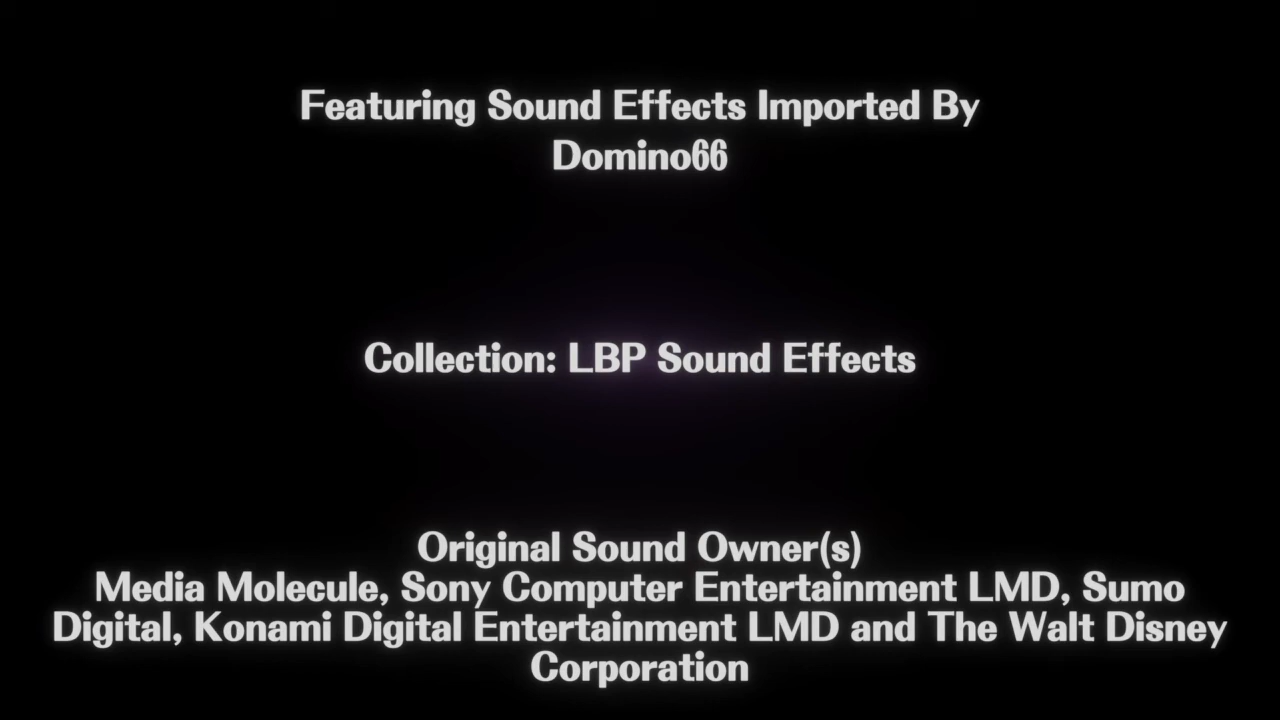 Featuring Sound Effects Imported By
Domino66
Collection: LBP Sound Effects
Original Sound Owner(s)
Media Molecule, Sony Computer Entertainment LMD, Sumo
Digital, Konami Digital Entertainment LMD and The Walt Disney
Corporation